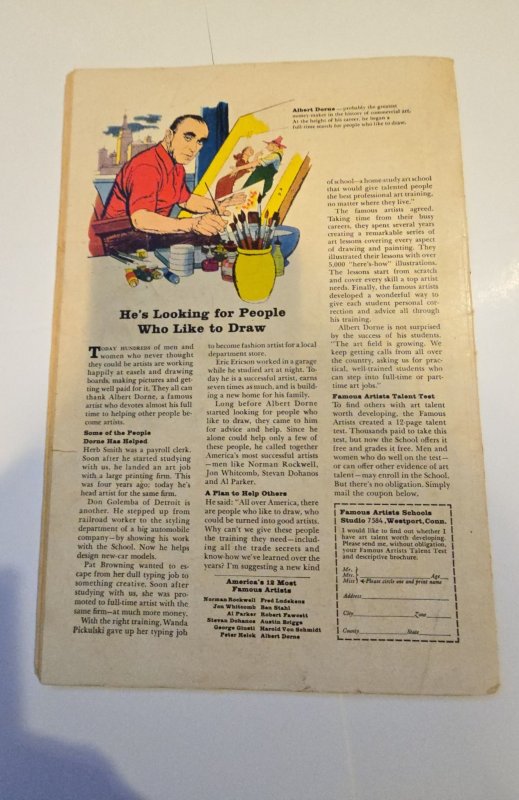 Albert Dorne — probably the greatest
money-maker in the history of commercial art.
At the height of his career, he began a
full-time search for people who like to draw.
He's Looking for People
Who Like to Draw
TODAY HUNDREDS of men and
women who never thought
they could be artists are working
happily at easels and drawing
boards, making pictures and get-
ting well paid for it. They all can
thank Albert Dorne, a famous
artist who devotes almost his full
time to helping other people be-
come artists.
Some of the People
Dorne Has Helped
Herb Smith was a payroll clerk.
Soon after he started studying
with us, he landed an art job
with a large printing firm. This
was four years ago; today he's
head artist for the same firm.
Don Golemba of Detroit is
another. He stepped up from
railroad worker to the styling
department of a big automobile
company—by showing his work
with the School. Now he helps
design new-car models.
Pat Browning wanted to es-
cape from her dull typing job to
something creative. Soon after
studying with us, she was pro-
moted to full-time artist with the
same firm—at much more money.
With the right training, Wanda
Pickulski gave up her typing job
to become fashion artist for a local
department store.
Eric Ericson worked in a garage
while he studied art at night. To-
day he is a successful artist, earns
seven times as much, and is build-
ing a new home for his family.
Long before Albert Dorne
started looking for people who
like to draw, they came to him
for advice and help. Since he
alone could help only a few of
these people, he called together
America's most successful artists
—men like Norman Rockwell,
Jon Whitcomb, Stevan Dohanos
and Al Parker.
A Plan to Help Others
He said: "All over America, there
are people who like to draw, who
could be turned into good artists.
Why can't we give these people
the training they need—includ-
ing all the trade secrets and
know how we've learned over the
years? I'm suggesting a new kind
America's 12 Most
Famous Artists
Norman Rockwell Fred Ludekens
Jon Whitcomb Ben Stahl
Al Parker Robert Fawcett
Stevan Dohanos Austin Briggs
George Giusti Harold Von Schmidt
Peter Helck Albert Dorne
of school—a home-study art school
that would give talented people
the best professional art training,
no matter where they live."
The famous artists agreed.
Taking time from their busy
careers, they spent several years
creating a remarkable series of
art lessons covering every aspect
of drawing and painting. They
illustrated their lessons with over
5,000 "here's-how" illustrations.
The lessons start from scratch
and cover every skill a top artist
needs. Finally, the famous artists
developed a wonderful way to
give each student personal cor-
rection and advice all through
his training.
Albert Dorne is not surprised
by the success of his students.
"The art field is growing. We
keep getting calls from all over
the country, asking us for prac-
tical, well-trained students who
can step into full-time or part-
time art jobs."
Famous Artists Talent Test
To find others with art talent
worth developing, the Famous
Artists created a 12-page talent
test. Thousands paid to take this
test, but now the School offers it
free and grades it free. Men and
women who do well on the test—
or can offer other evidence of art
talent—may enroll in the School.
But there's no obligation. Simply
mail the coupon below.
Famous Artists Schools
Studio 7384, Westport, Conn.
I would like to find out whether I
have art talent worth developing.
Please send me, without obligation,
your Famous Artists Talent Test
and descriptive brochure.
Mr.
Mrs. Age
Miss Please circle one and print name
Address
City Zone
County State